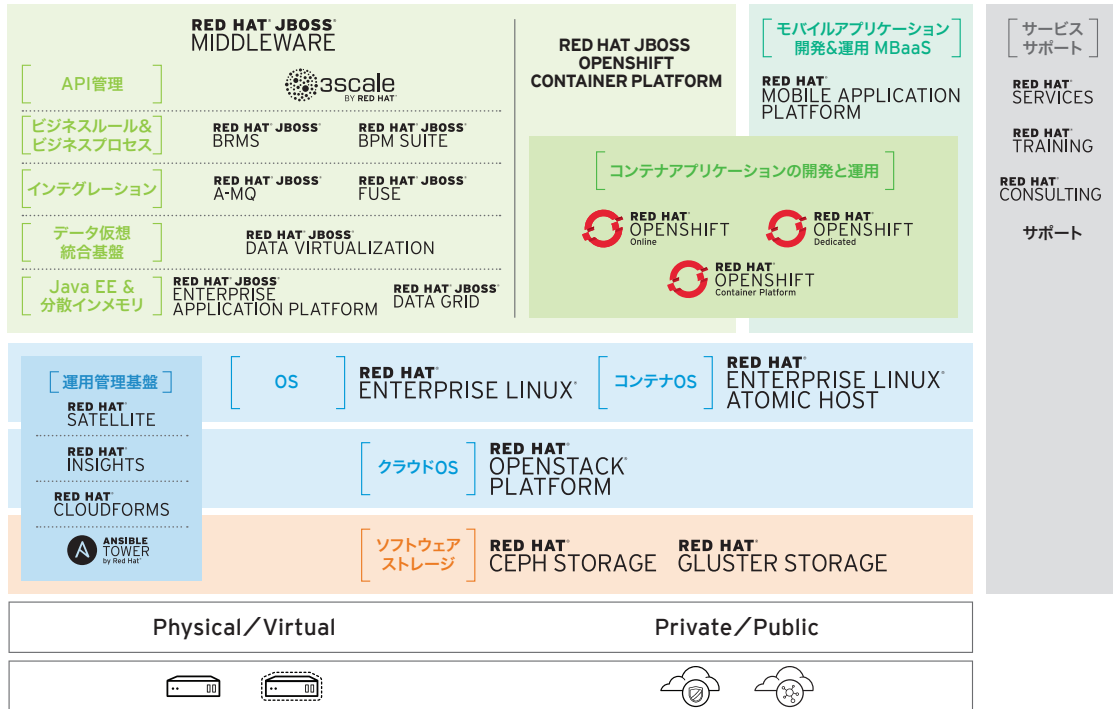 RED HAT® JBOSS®
MIDDLEWARE
API管理
3scale
BY RED HAT®
ビジネスルール&
ビジネスプロセス
RED HAT® JBOSS®
BRMS
RED HAT® JBOSS®
BPM SUITE
インテグレーション
RED HAT® JBOSS®
A-MQ
RED HAT® JBOSS®
FUSE
データ仮想
統合基盤
RED HAT® JBOSS®
DATA VIRTUALIZATION
Java EE &
分散インメモリ
RED HAT® JBOSS®
ENTERPRISE
APPLICATION PLATFORM
RED HAT® JBOSS®
DATA GRID
RED HAT JBOSS
OPENSHIFT
CONTAINER PLATFORM
モバイルアプリケーション
開発&運用 MBaaS
RED HAT®
MOBILE APPLICATION
PLATFORM
コンテナアプリケーションの開発と運用
RED HAT®
OPENSHIFT
Online
RED HAT®
OPENSHIFT
Dedicated
RED HAT®
OPENSHIFT
Container Platform
サービス
サポート
RED HAT®
SERVICES
RED HAT®
TRAINING
RED HAT®
CONSULTING
サポート
運用管理基盤
RED HAT®
SATELLITE
RED HAT®
INSIGHTS
RED HAT®
CLOUDFORMS
ANSIBLE
TOWER
by Red Hat®
OS
RED HAT®
ENTERPRISE LINUX®
コンテナOS
RED HAT®
ENTERPRISE LINUX®
ATOMIC HOST
クラウドOS
RED HAT®
OPENSTACK®
PLATFORM
ソフトウェア
ストレージ
RED HAT®
CEPH STORAGE
RED HAT®
GLUSTER STORAGE
Physical／Virtual
Private／Public